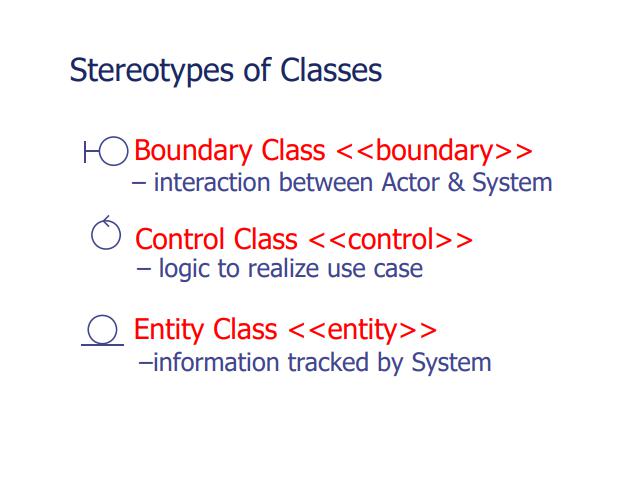 Stereotypes of Classes
Boundary Class <<boundary>>
– interaction between Actor & System
Control Class <<control>>
– logic to realize use case
Entity Class <<entity>>
–information tracked by System